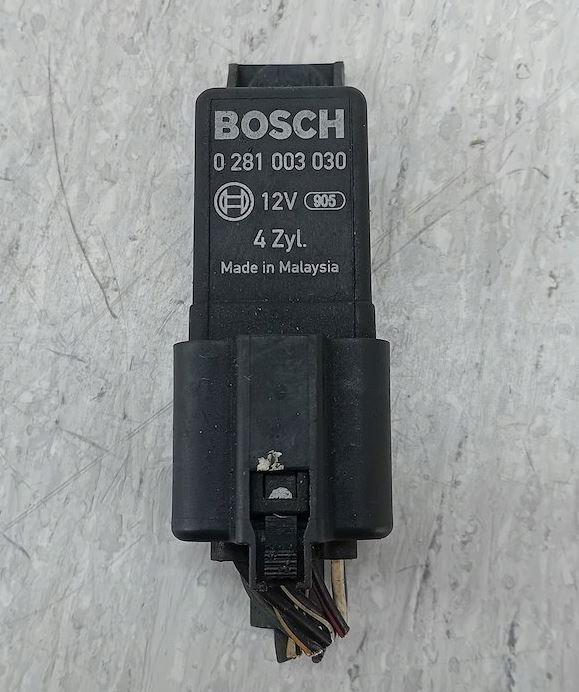 BOSCH
0 281 003 030
12V 905
4 Zyl.
Made in Malaysia